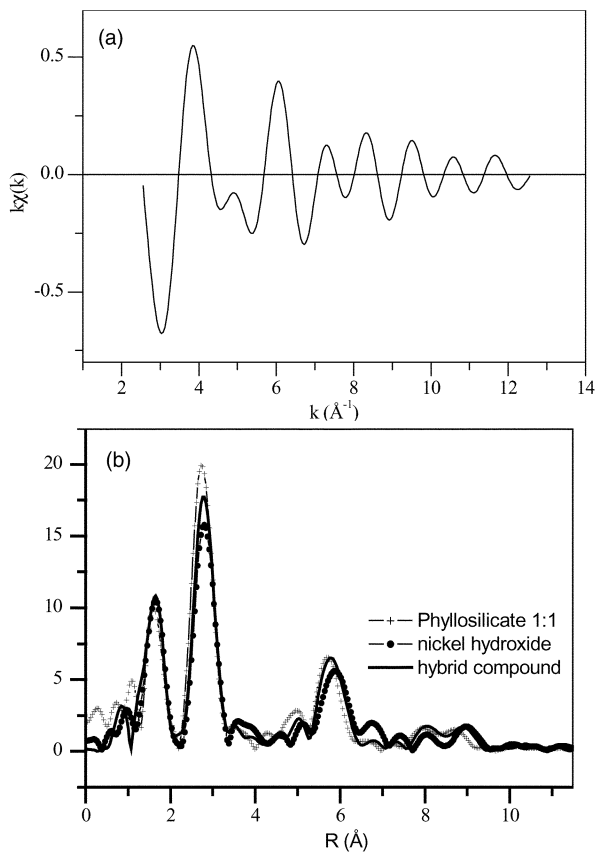 (a)
0.5
0.0
-0.5
kχ(k)
2 4 6 8 10 12 14
k (Å⁻¹)
(b)
20
15
10
5
0
Phyllosilicate 1:1
nickel hydroxide
hybrid compound
0 2 4 6 8 10
R (Å)